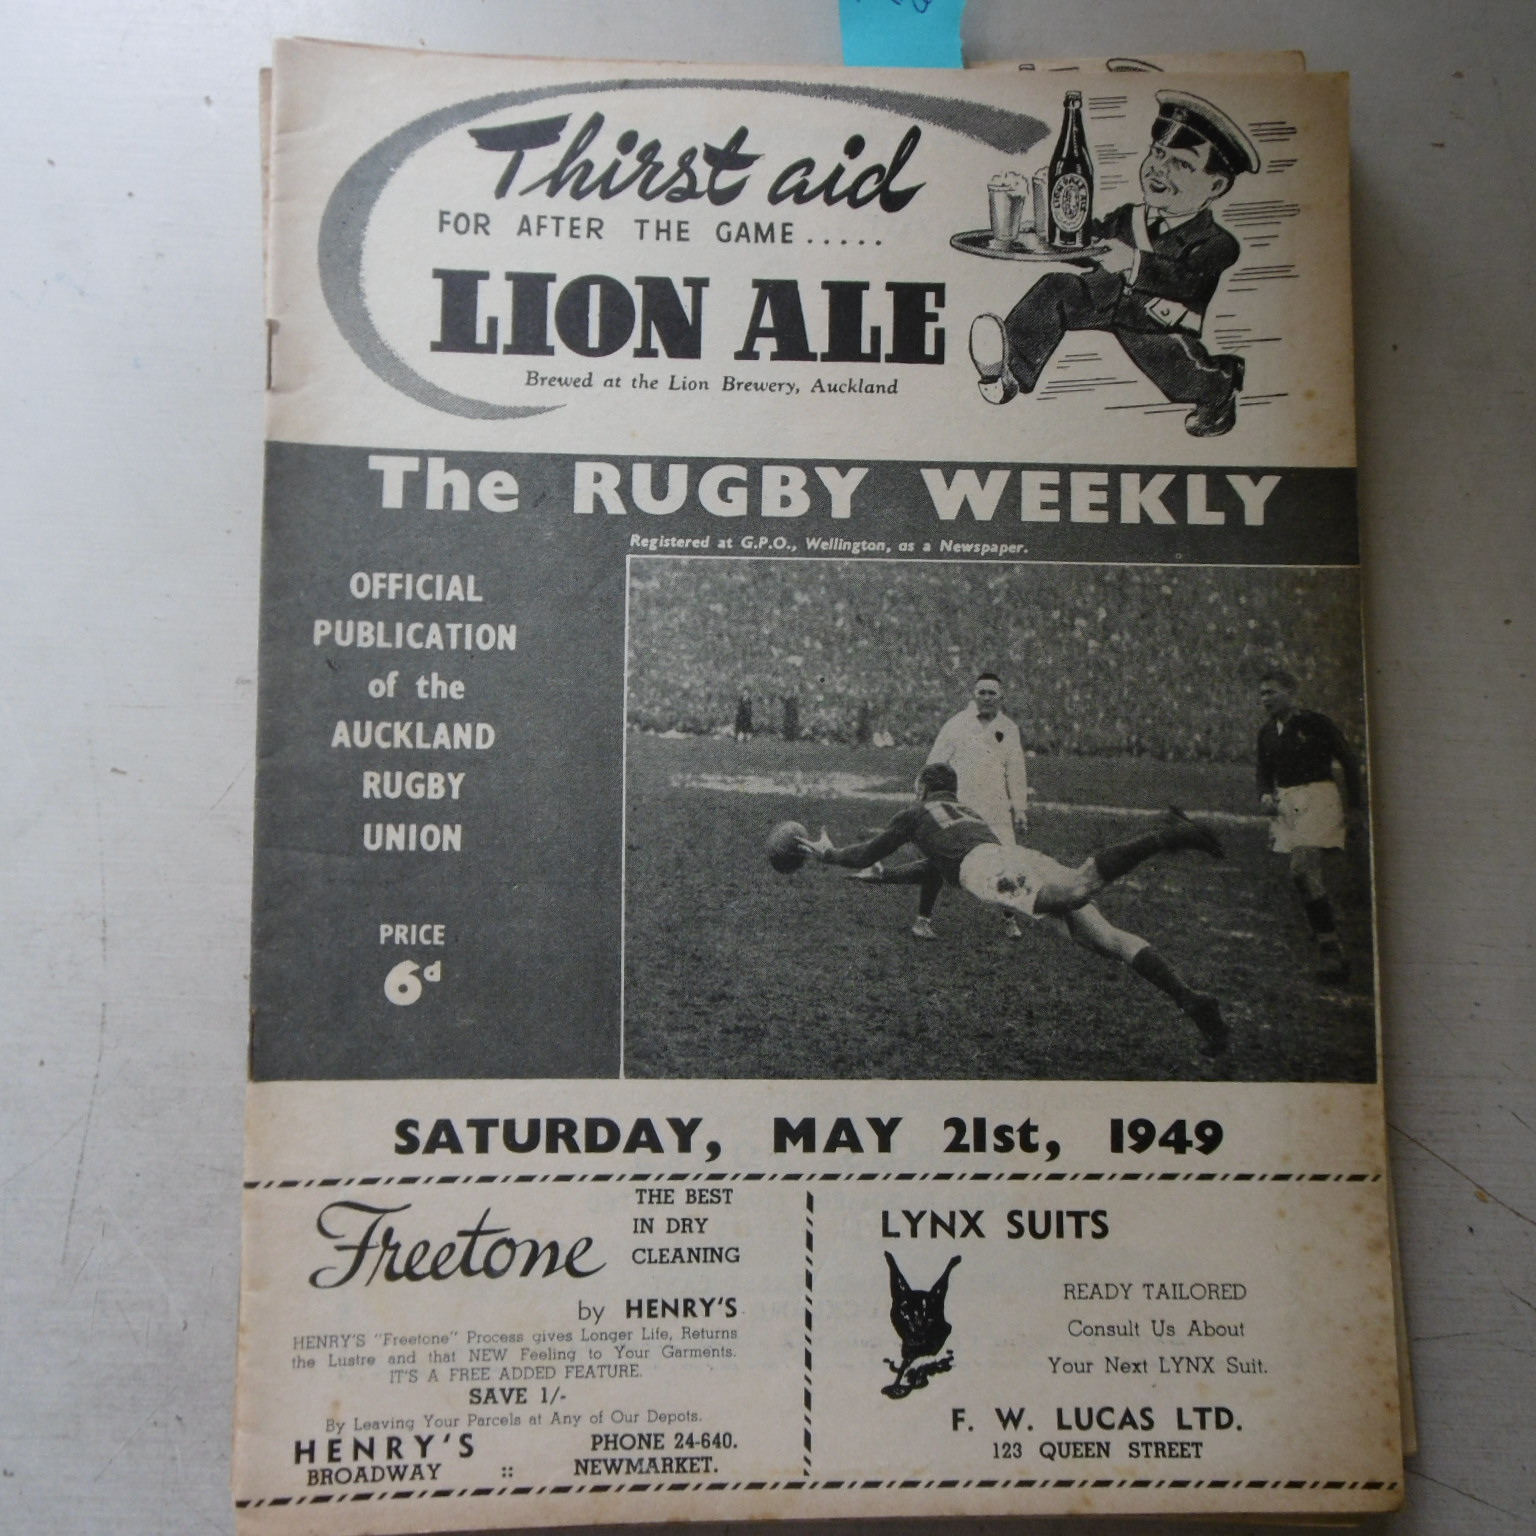 Thirst aid
FOR AFTER THE GAME.....
LION ALE
Brewed at the Lion Brewery, Auckland
The RUGBY WEEKLY
Registered at G.P.O., Wellington, as a Newspaper.
OFFICIAL
PUBLICATION
of the
AUCKLAND
RUGBY
UNION
PRICE
6d
SATURDAY, MAY 21st, 1949
Freetone
THE BEST
IN DRY
CLEANING
by HENRY'S
HENRY'S "Freetone" Process gives Longer Life, Returns
the Lustre and that NEW Feeling to Your Garments.
IT'S A FREE ADDED FEATURE.
SAVE 1/-
By Leaving Your Parcels at Any of Our Depots.
HENRY'S PHONE 24-640.
BROADWAY :: NEWMARKET.
LYNX SUITS
READY TAILORED
Consult Us About
Your Next LYNX Suit.
F. W. LUCAS LTD.
123 QUEEN STREET